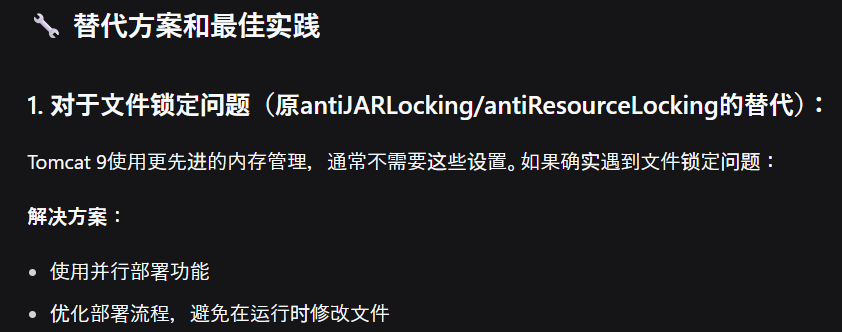 🔧 替代方案和最佳实践
1. 对于文件锁定问题（原antiJARLocking/antiResourceLocking的替代）：
Tomcat 9使用更先进的内存管理，通常不需要这些设置。如果确实遇到文件锁定问题：
解决方案：
• 使用并行部署功能
• 优化部署流程，避免在运行时修改文件